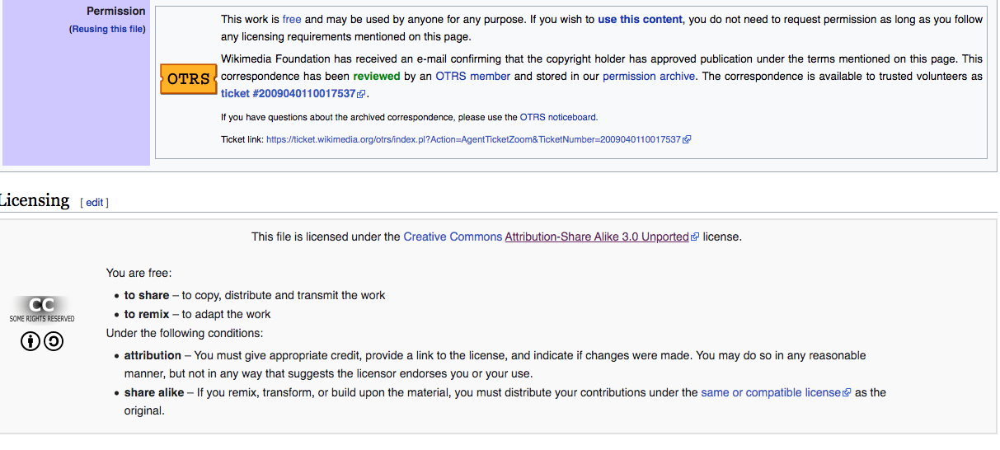 Permission
(Reusing this file)
This work is free and may be used by anyone for any purpose. If you wish to use this content, you do not need to request permission as long as you follow
any licensing requirements mentioned on this page.
OTRS
Wikimedia Foundation has received an e-mail confirming that the copyright holder has approved publication under the terms mentioned on this page. This
correspondence has been reviewed by an OTRS member and stored in our permission archive. The correspondence is available to trusted volunteers as
ticket #2009040110017537.
If you have questions about the archived correspondence, please use the OTRS noticeboard.
Ticket link: https://ticket.wikimedia.org/otrs/index.pl?Action=AgentTicketZoom&TicketNumber=2009040110017537
Licensing [ edit ]
This file is licensed under the Creative Commons Attribution-Share Alike 3.0 Unported license.
You are free:
• to share – to copy, distribute and transmit the work
• to remix – to adapt the work
CC
SOME RIGHTS RESERVED
Under the following conditions:
• attribution – You must give appropriate credit, provide a link to the license, and indicate if changes were made. You may do so in any reasonable
manner, but not in any way that suggests the licensor endorses you or your use.
• share alike – If you remix, transform, or build upon the material, you must distribute your contributions under the same or compatible license as the
original.